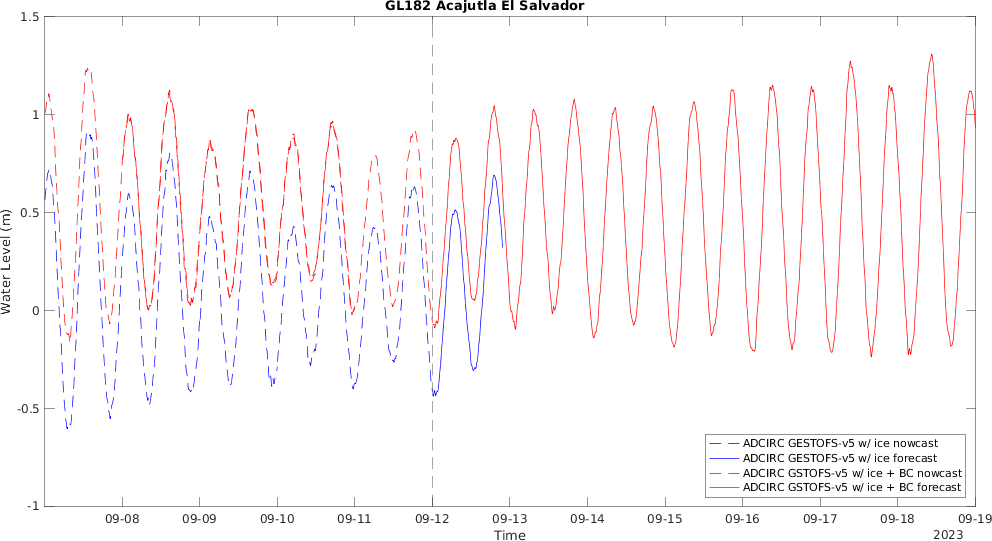 GL182 Acajutla El Salvador
1.5
1
0.5
0
-0.5
-1
Water Level (m)
ADCIRC GESTOFS-v5 w/ ice nowcast
ADCIRC GESTOFS-v5 w/ ice forecast
ADCIRC GSTOFS-v5 w/ ice + BC nowcast
ADCIRC GSTOFS-v5 w/ ice + BC forecast
09-08 09-09 09-10 09-11 09-12 09-13 09-14 09-15 09-16 09-17 09-18 09-19
Time
2023